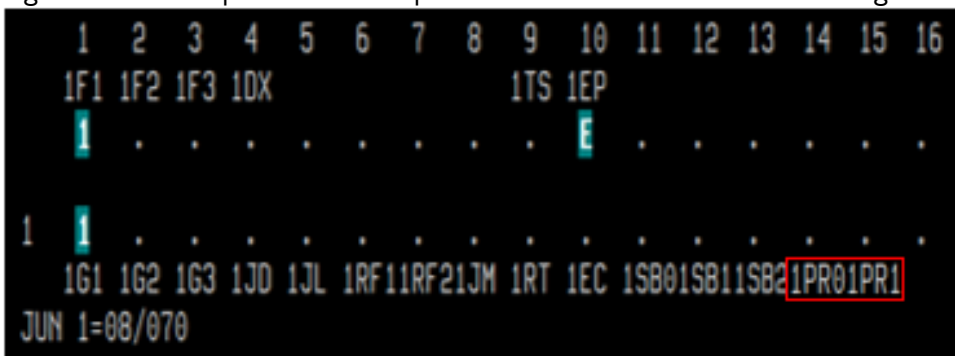 1 2 3 4 5 6 7 8 9 10 11 12 13 14 15 16
1F1 1F2 1F3 1DX 1TS 1EP
1 . . . . . . . . E . . . . . .
1 1 . . . . . . . . . . . . . . .
1G1 1G2 1G3 1JD 1JL 1RF11RF21JM 1RT 1EC 1SB01SB11SB21PR01PR1
JUN 1=08/070